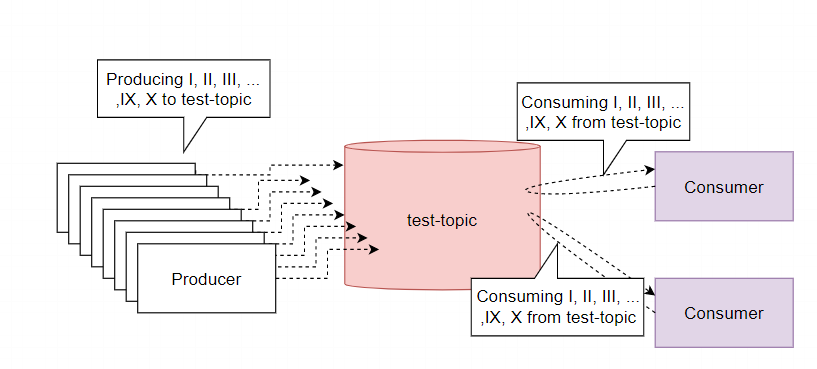 Producing I, II, III, ...
,IX, X to test-topic
Consuming I, II, III, ...
,IX, X from test-topic
Consumer
test-topic
Producer
Consuming I, II, III, ...
,IX, X from test-topic
Consumer